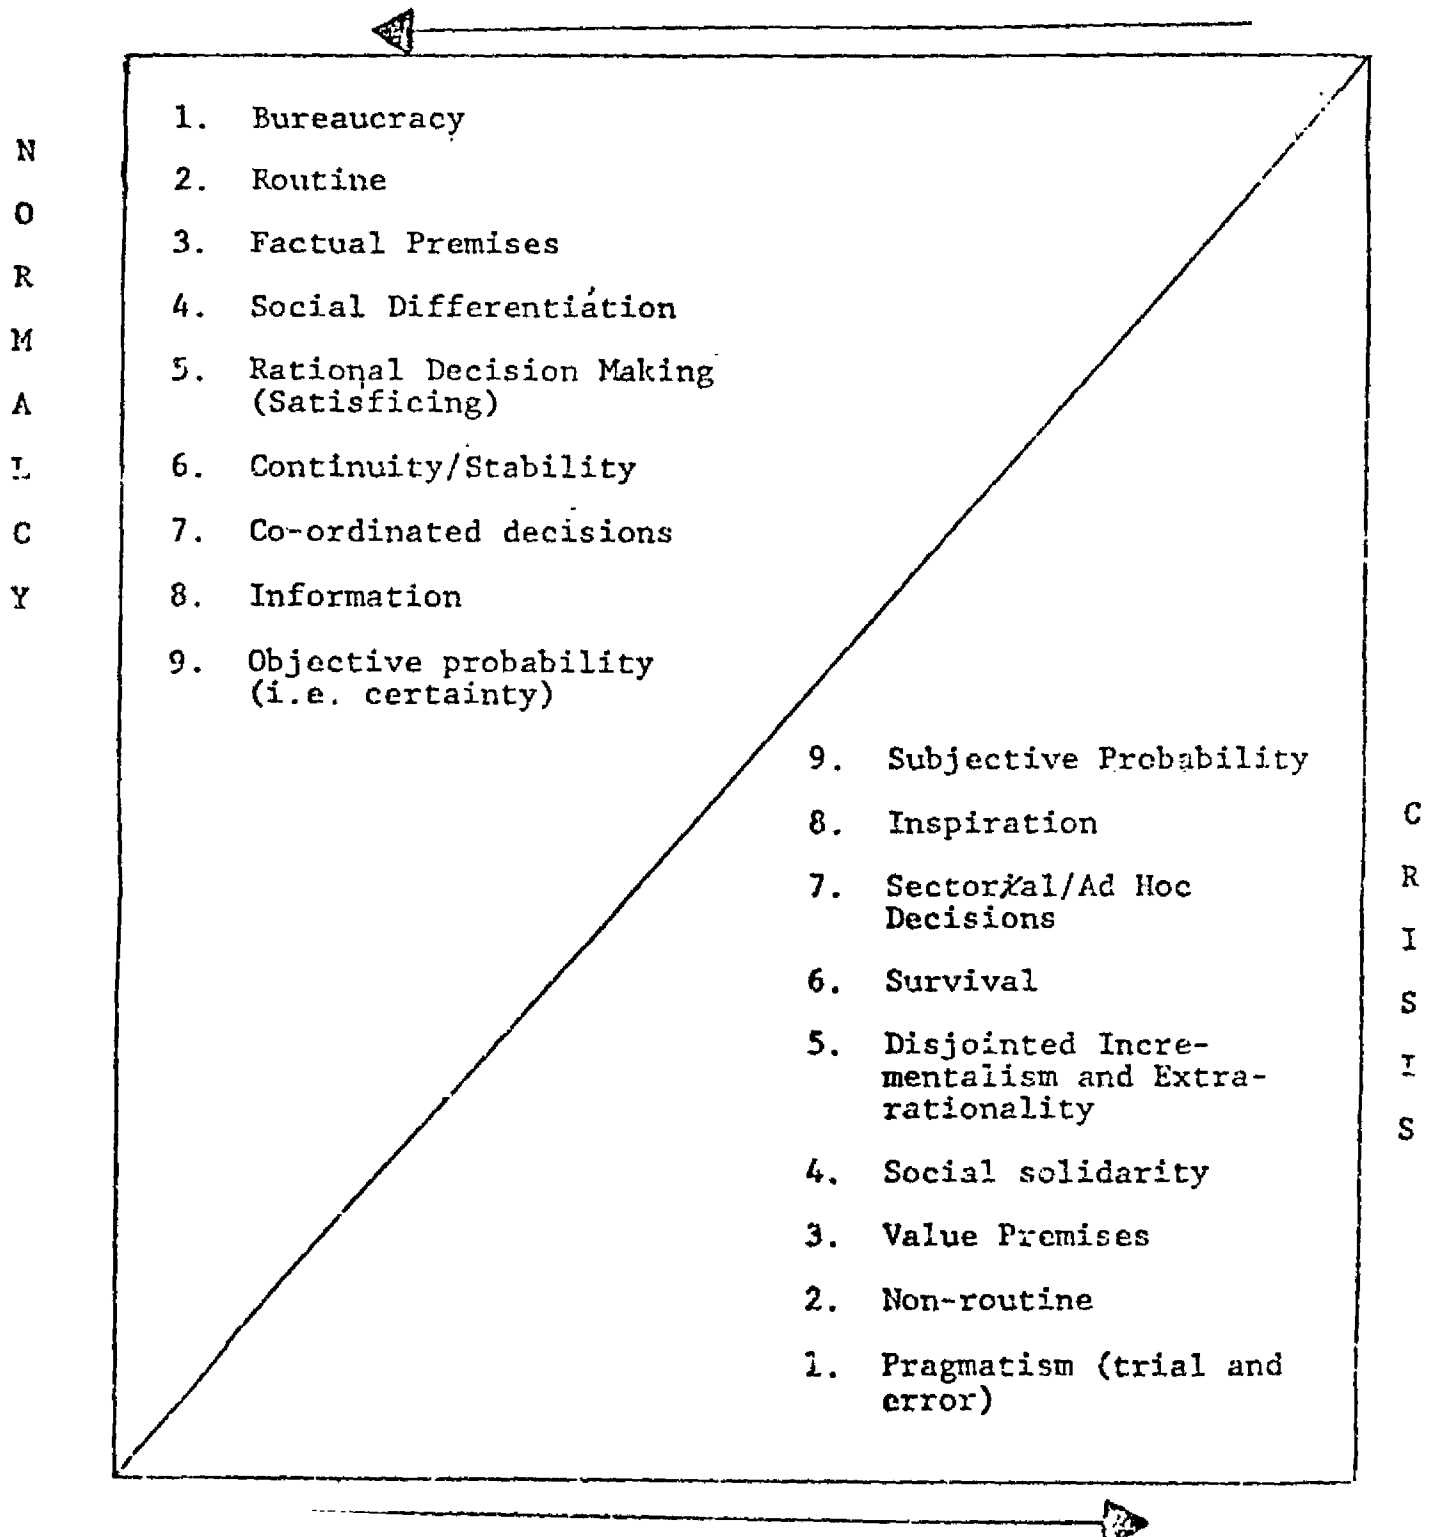 NORMALCY
1. Bureaucracy
2. Routine
3. Factual Premises
4. Social Differentiation
5. Rational Decision Making
(Satisficing)
6. Continuity/Stability
7. Co-ordinated decisions
8. Information
9. Objective probability
(i.e. certainty)
9. Subjective Probability
8. Inspiration
7. Sectoral/Ad Hoc
Decisions
6. Survival
5. Disjointed Incre-
mentalism and Extra-
rationality
4. Social solidarity
3. Value Premises
2. Non-routine
1. Pragmatism (trial and
error)
CRISIS